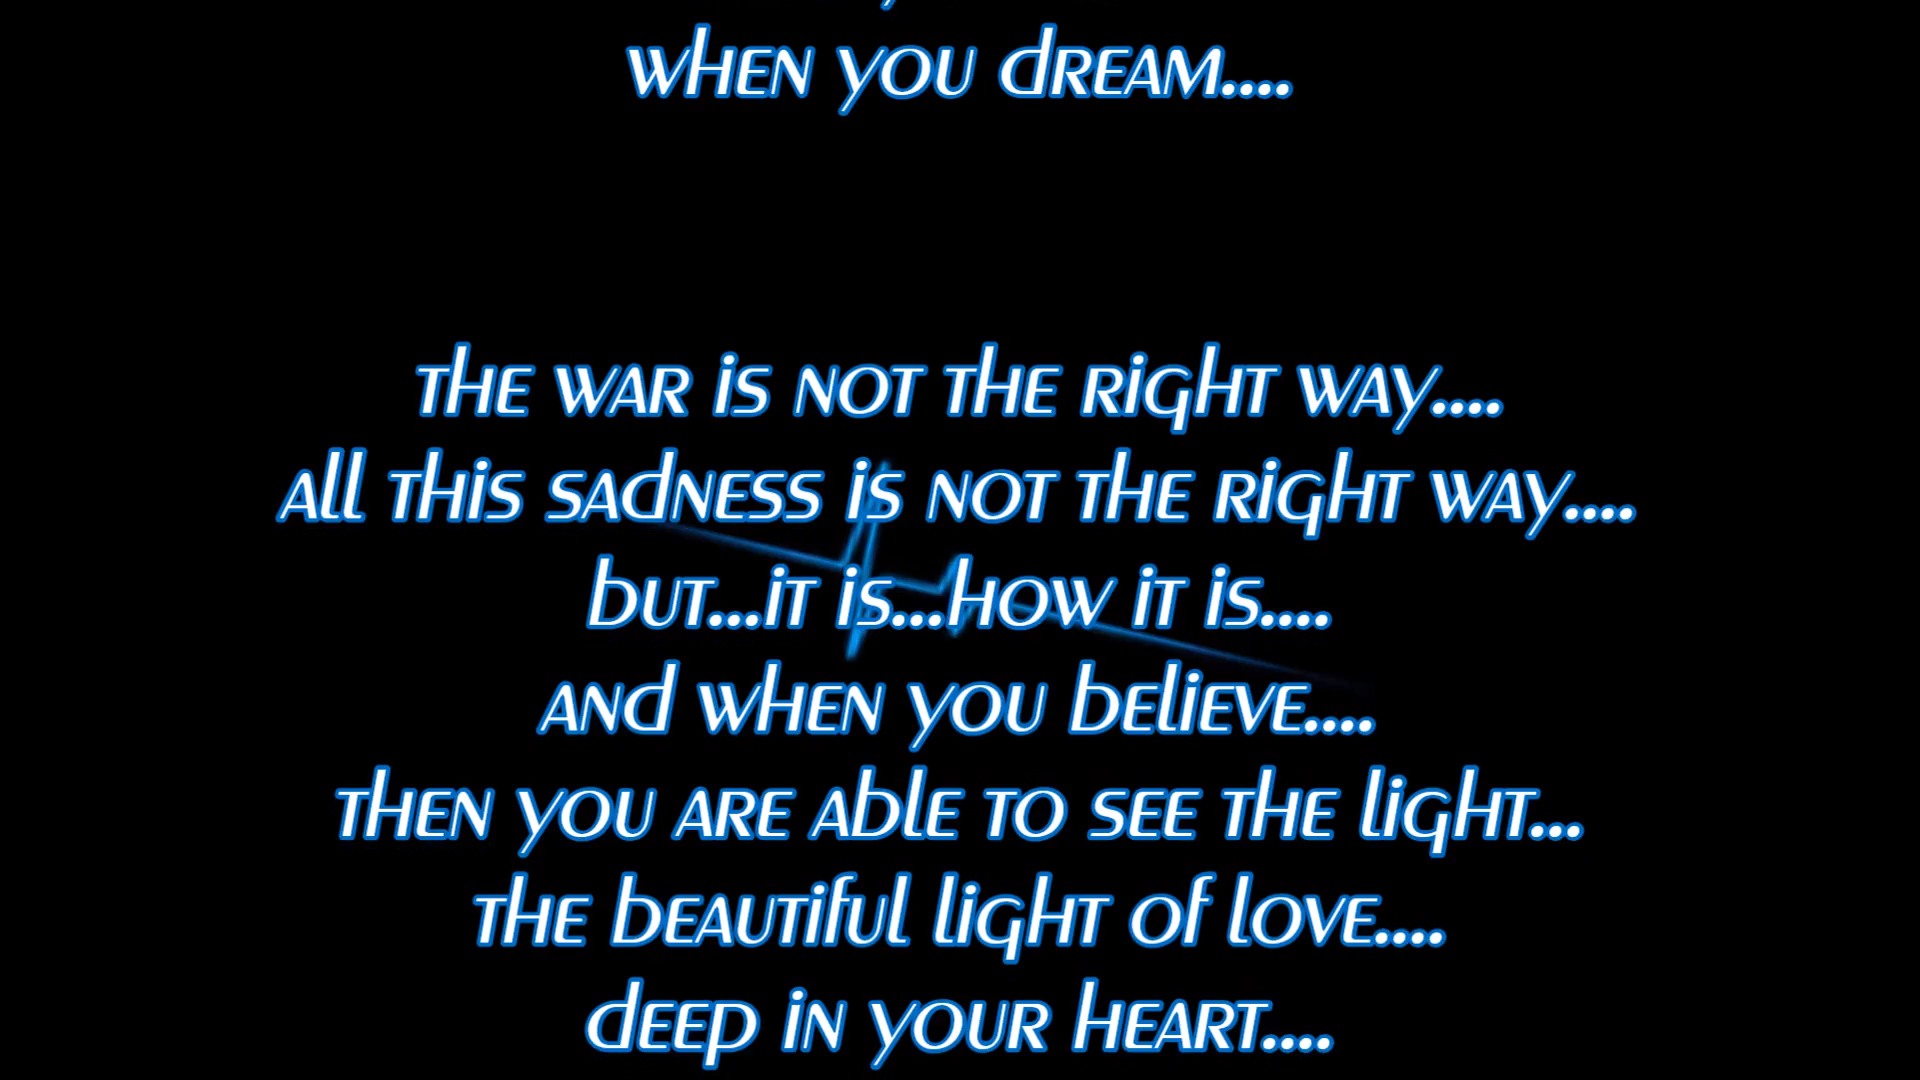 when you dream....
the war is not the right way....
all this sadness is not the right way....
but...it is...how it is....
and when you believe....
then you are able to see the light...
the beautiful light of love....
deep in your heart....